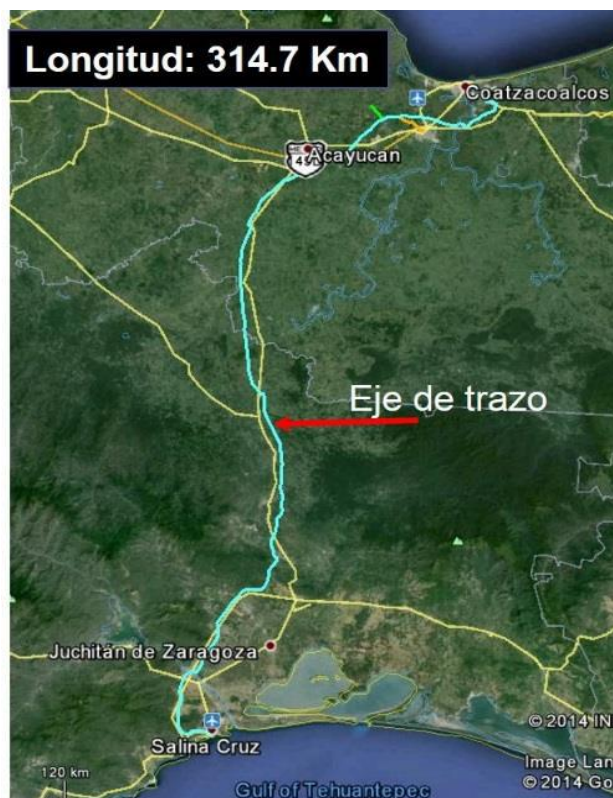 Longitud: 314.7 Km
Coatzacoalcos
Acayucan
Eje de trazo
Juchitán de Zaragoza
Salina Cruz
© 2014 IN
Image Lan
120 km
© 2014 Go
Gulf of Tehuantepec